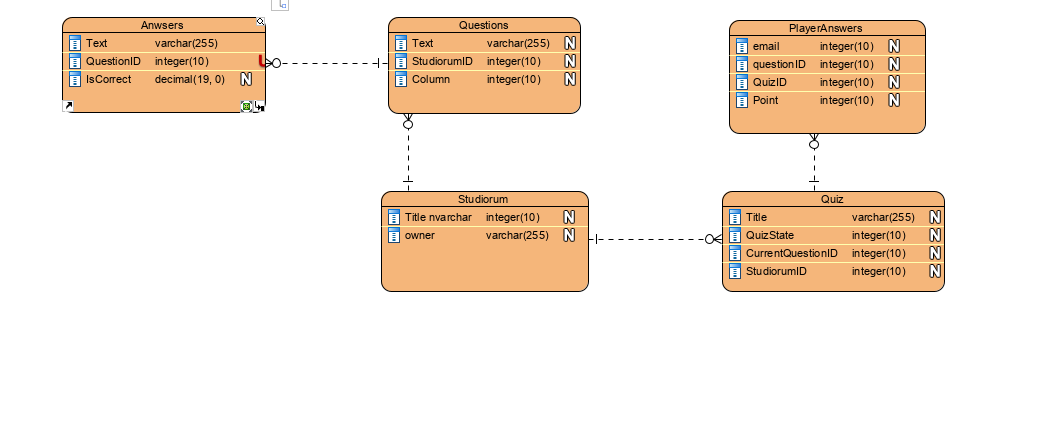 Anwsers
Text varchar(255)
QuestionID integer(10)
IsCorrect decimal(19, 0) N
Questions
Text varchar(255) N
StudiorumID integer(10) N
Column integer(10) N
PlayerAnswers
email integer(10) N
questionID integer(10) N
QuizID integer(10) N
Point integer(10) N
Studiorum
Title nvarchar integer(10) N
owner varchar(255) N
Quiz
Title varchar(255) N
QuizState integer(10) N
CurrentQuestionID integer(10) N
StudiorumID integer(10) N